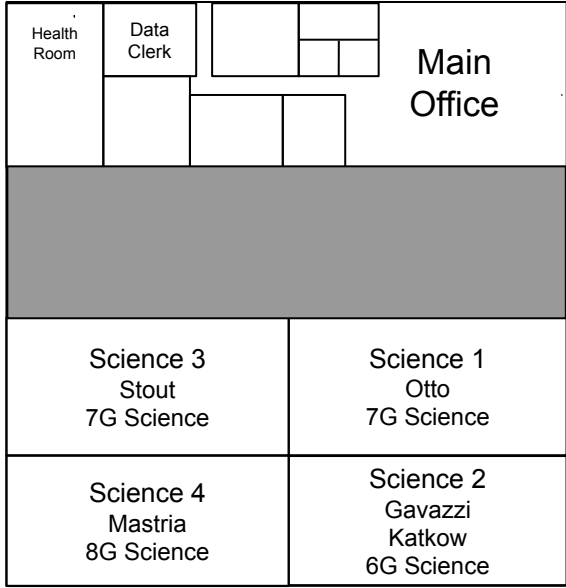 Health
Room
Data
Clerk
Main
Office
Science 3
Stout
7G Science
Science 1
Otto
7G Science
Science 4
Mastria
8G Science
Science 2
Gavazzi
Katkow
6G Science